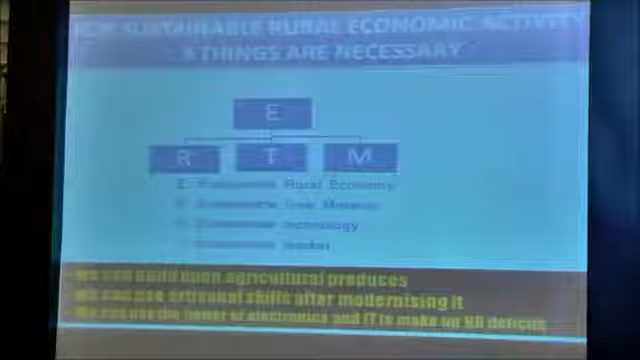 FOR SUSTAINABLE RURAL ECONOMIC ACTIVITY
3 THINGS ARE NECESSARY
E
R T M
E Rural Economy
R Raw Material
technology
market
We can build upon agricultural produces
We can use artisanal skills after modernising it
We can use the power of electronics and IT to make up HR deficits